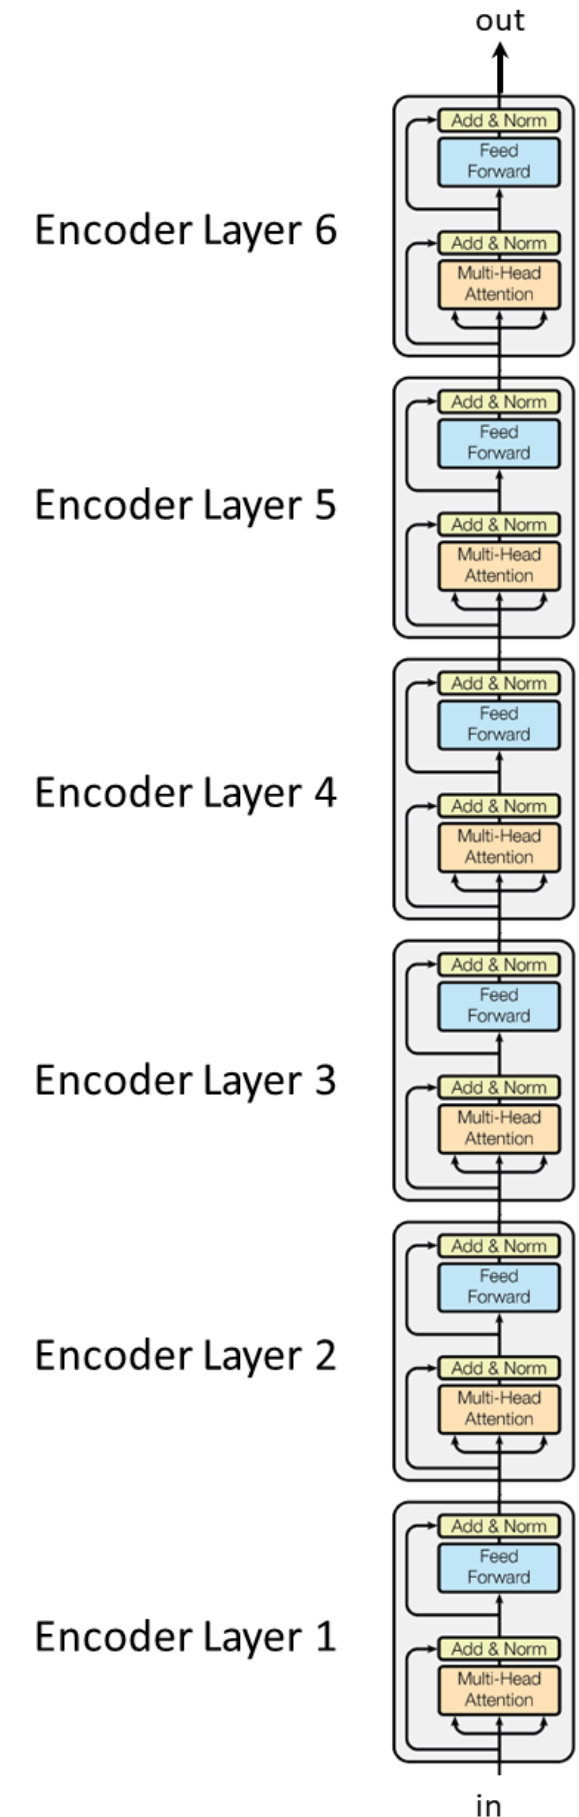 out
Add & Norm
Feed
Forward
Encoder Layer 6
Add & Norm
Multi-Head
Attention
Add & Norm
Feed
Forward
Encoder Layer 5
Add & Norm
Multi-Head
Attention
Add & Norm
Feed
Forward
Encoder Layer 4
Add & Norm
Multi-Head
Attention
Add & Norm
Feed
Forward
Encoder Layer 3
Add & Norm
Multi-Head
Attention
Add & Norm
Feed
Forward
Encoder Layer 2
Add & Norm
Multi-Head
Attention
Add & Norm
Feed
Forward
Encoder Layer 1
Add & Norm
Multi-Head
Attention
in